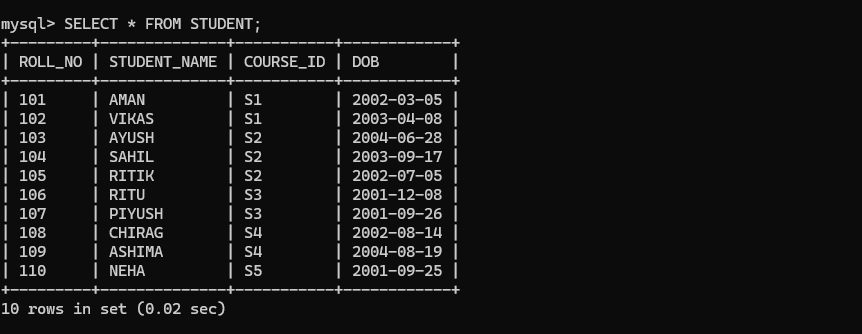 mysql> SELECT * FROM STUDENT;
+---------+--------------+-----------+------------+
| ROLL_NO | STUDENT_NAME | COURSE_ID | DOB        |
+---------+--------------+-----------+------------+
| 101     | AMAN         | S1        | 2002-03-05 |
| 102     | VIKAS        | S1        | 2003-04-08 |
| 103     | AYUSH        | S2        | 2004-06-28 |
| 104     | SAHIL        | S2        | 2003-09-17 |
| 105     | RITIK        | S2        | 2002-07-05 |
| 106     | RITU         | S3        | 2001-12-08 |
| 107     | PIYUSH       | S3        | 2001-09-26 |
| 108     | CHIRAG       | S4        | 2002-08-14 |
| 109     | ASHIMA       | S4        | 2004-08-19 |
| 110     | NEHA         | S5        | 2001-09-25 |
+---------+--------------+-----------+------------+
10 rows in set (0.02 sec)